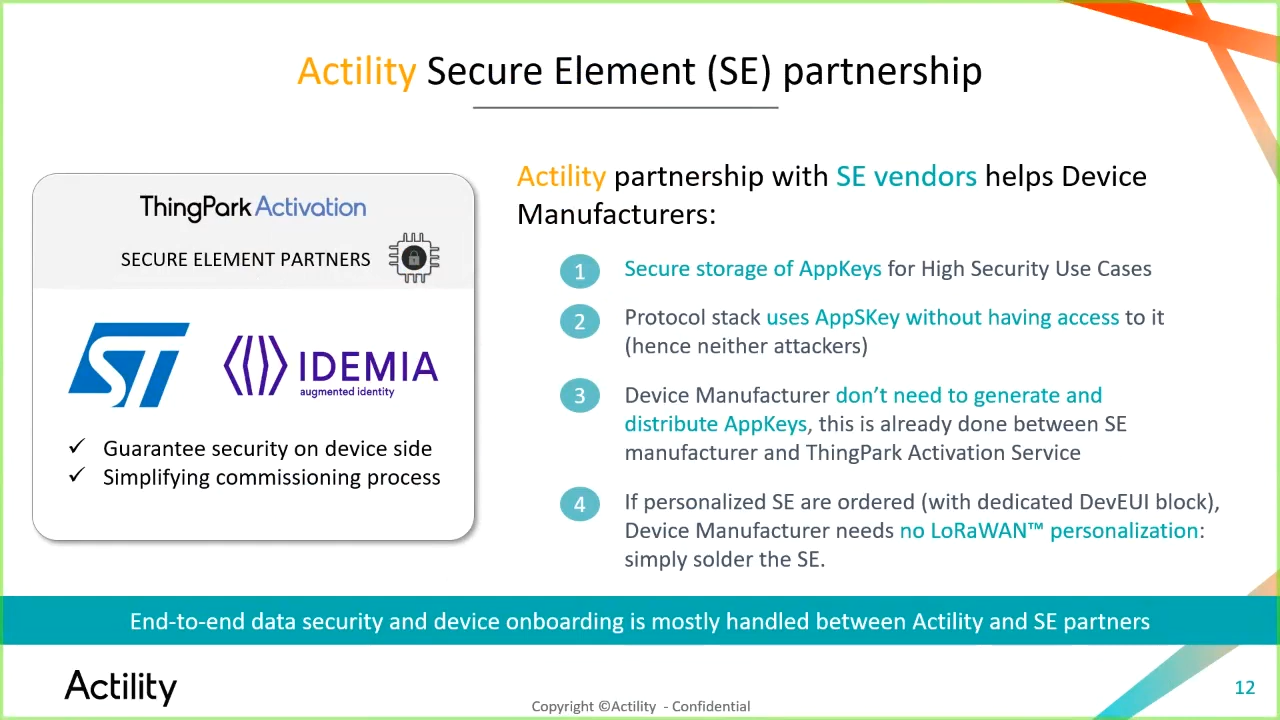 Actility Secure Element (SE) partnership
ThingPark Activation
SECURE ELEMENT PARTNERS
ST
IDEMIA
augmented identity
✓ Guarantee security on device side
✓ Simplifying commissioning process
Actility partnership with SE vendors helps Device
Manufacturers:
1 Secure storage of AppKeys for High Security Use Cases
2 Protocol stack uses AppSKey without having access to it
(hence neither attackers)
3 Device Manufacturer don’t need to generate and
distribute AppKeys, this is already done between SE
manufacturer and ThingPark Activation Service
4 If personalized SE are ordered (with dedicated DevEUI block),
Device Manufacturer needs no LoRaWAN™ personalization:
simply solder the SE.
End-to-end data security and device onboarding is mostly handled between Actility and SE partners
Actility
Copyright ©Actility - Confidential
12